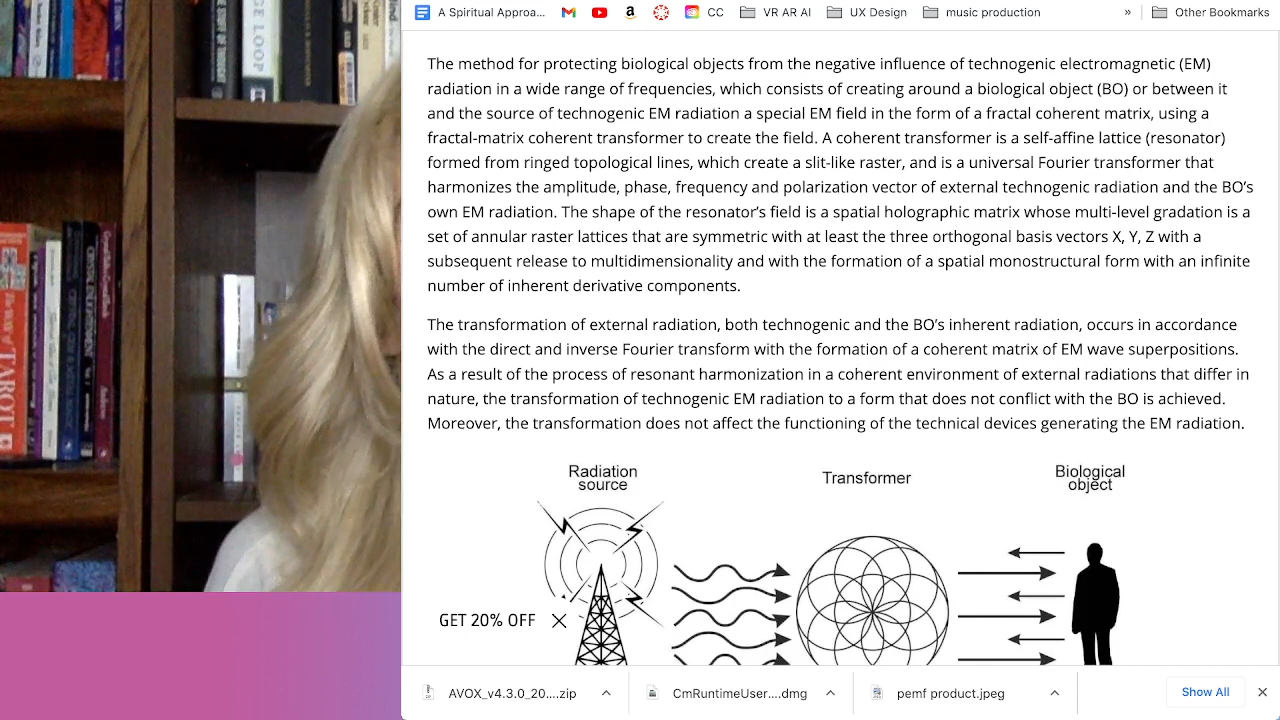 A Spiritual Approa...
CC
VR AR AI
UX Design
music production
»
Other Bookmarks
The method for protecting biological objects from the negative influence of technogenic electromagnetic (EM)
radiation in a wide range of frequencies, which consists of creating around a biological object (BO) or between it
and the source of technogenic EM radiation a special EM field in the form of a fractal coherent matrix, using a
fractal-matrix coherent transformer to create the field. A coherent transformer is a self-affine lattice (resonator)
formed from ringed topological lines, which create a slit-like raster, and is a universal Fourier transformer that
harmonizes the amplitude, phase, frequency and polarization vector of external technogenic radiation and the BO's
own EM radiation. The shape of the resonator's field is a spatial holographic matrix whose multi-level gradation is a
set of annular raster lattices that are symmetric with at least the three orthogonal basis vectors X, Y, Z with a
subsequent release to multidimensionality and with the formation of a spatial monostructural form with an infinite
number of inherent derivative components.
The transformation of external radiation, both technogenic and the BO's inherent radiation, occurs in accordance
with the direct and inverse Fourier transform with the formation of a coherent matrix of EM wave superpositions.
As a result of the process of resonant harmonization in a coherent environment of external radiations that differ in
nature, the transformation of technogenic EM radiation to a form that does not conflict with the BO is achieved.
Moreover, the transformation does not affect the functioning of the technical devices generating the EM radiation.
Radiation
source
Transformer
Biological
object
GET 20% OFF
AVOX_v4.3.0_20....zip
CmRuntimeUser....dmg
pemf product.jpeg
Show All
TAROT
LOOP